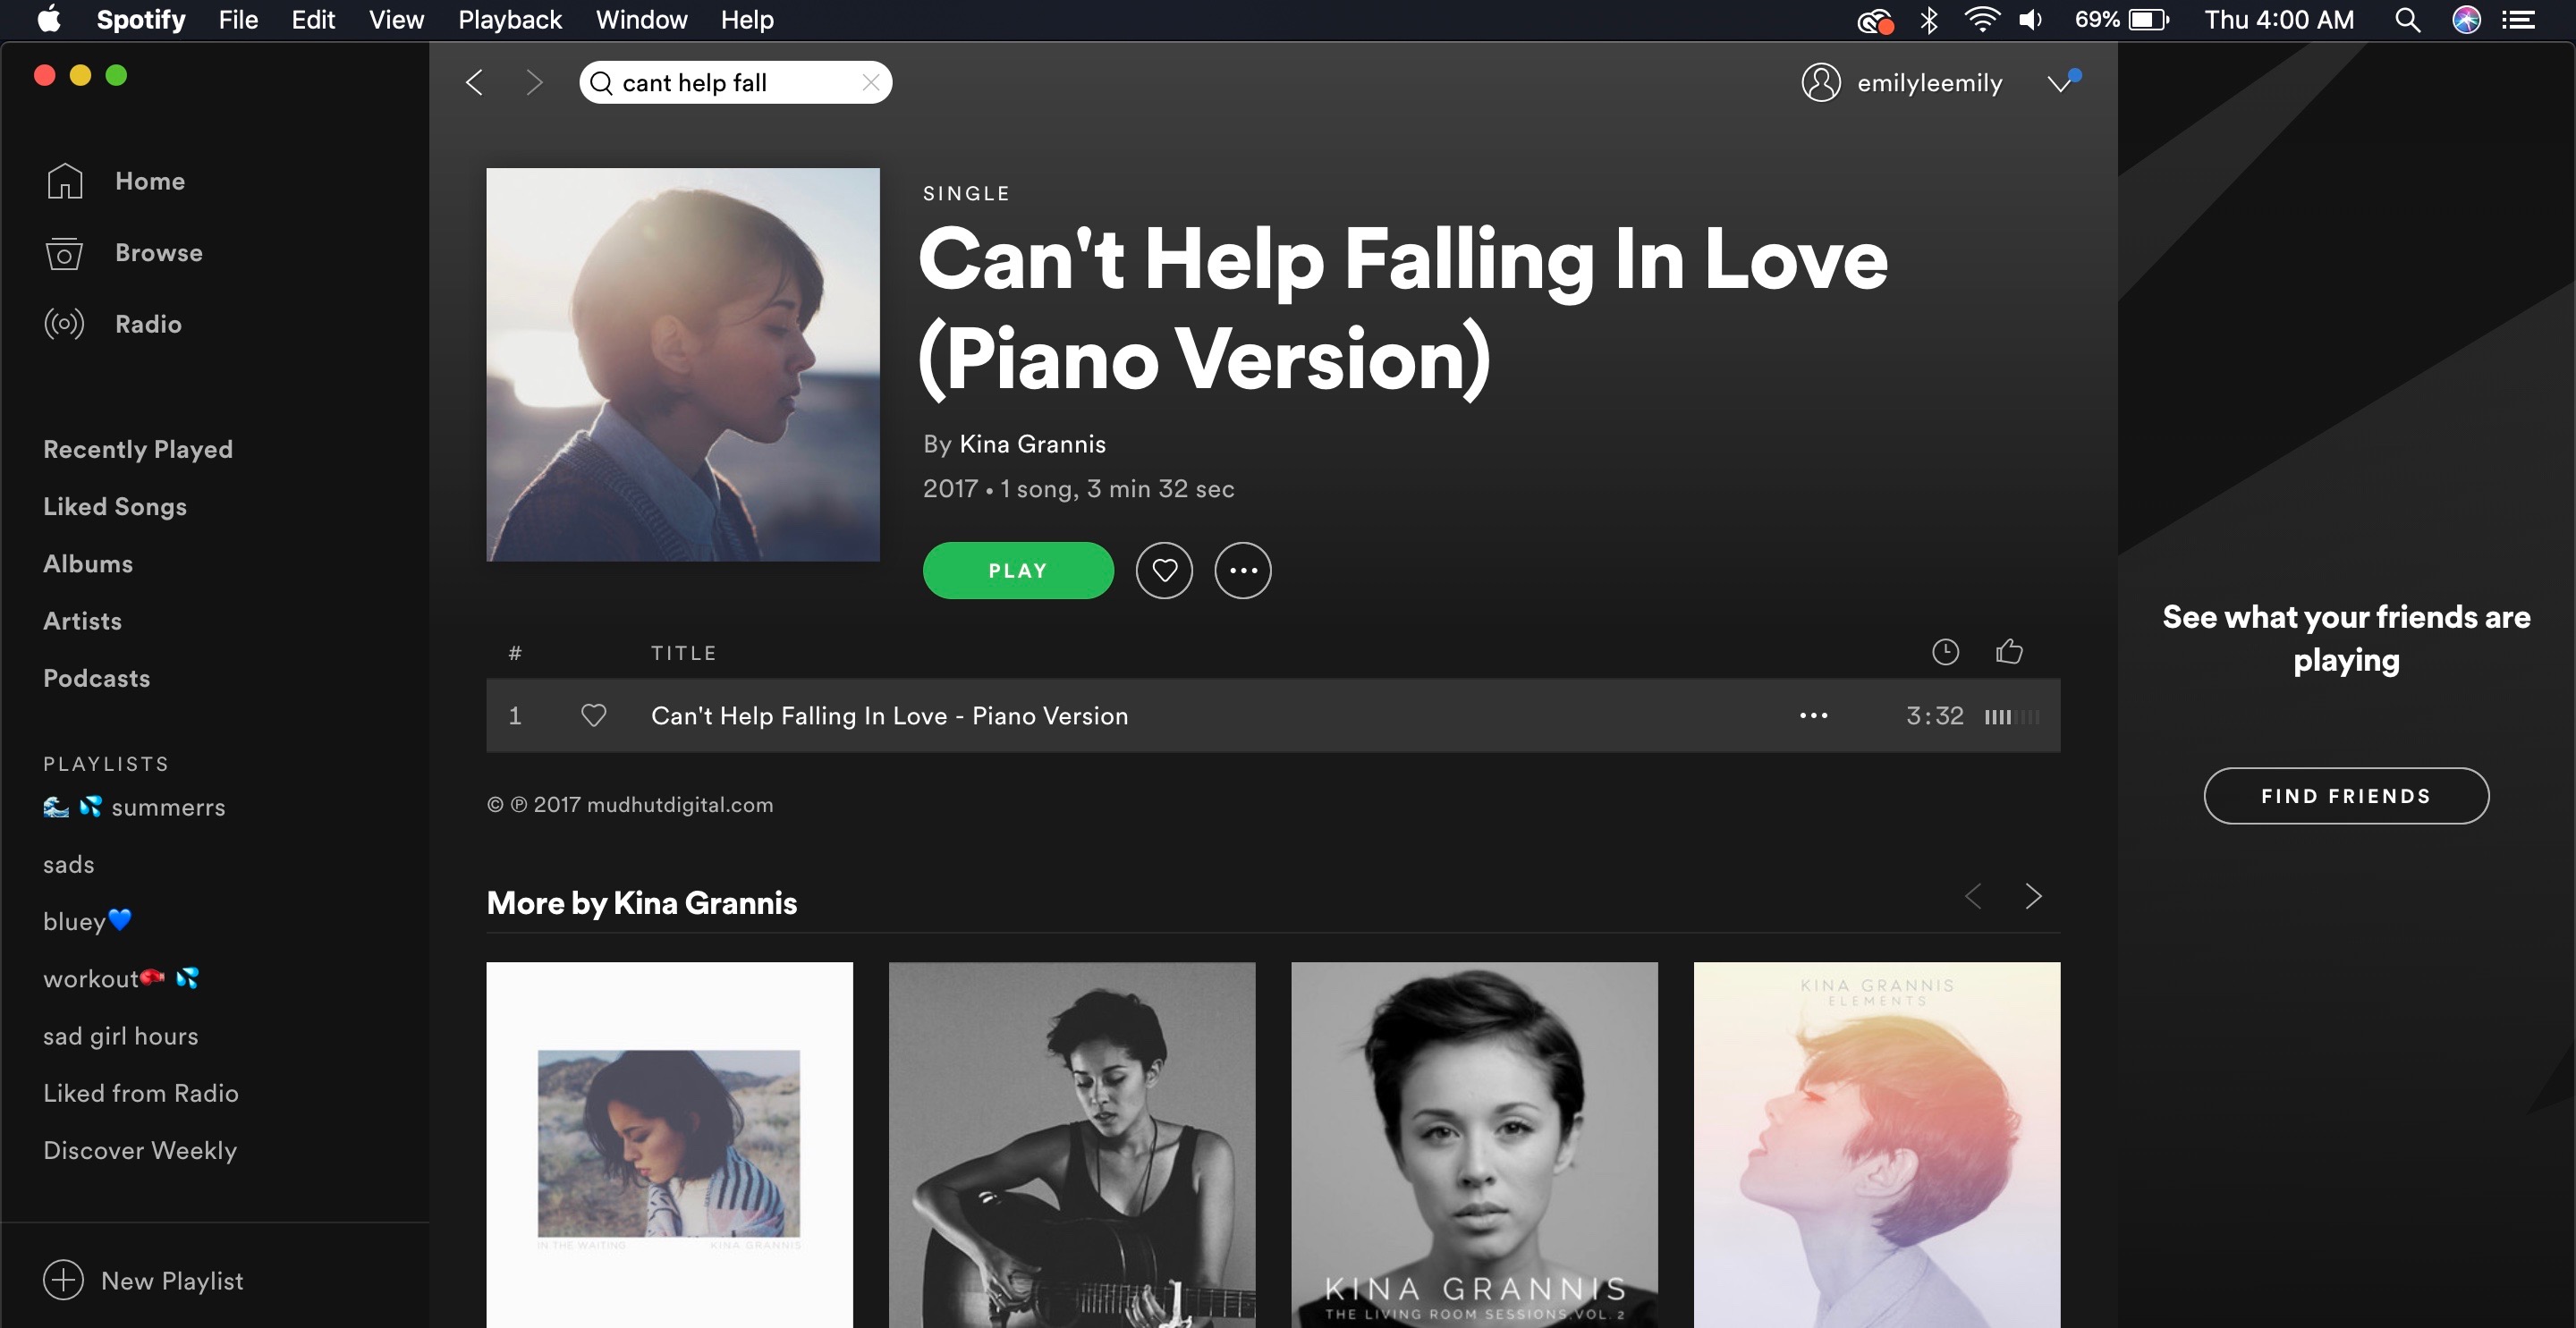 Spotify File Edit View Playback Window Help
69% Thu 4:00 AM
cant help fall
emilyleemily
Home
Browse
Radio
Recently Played
Liked Songs
Albums
Artists
Podcasts
PLAYLISTS
🌊 💦 summerrs
sads
bluey💙
workout🥊 💦
sad girl hours
Liked from Radio
Discover Weekly
New Playlist
SINGLE
Can't Help Falling In Love
(Piano Version)
By Kina Grannis
2017 • 1 song, 3 min 32 sec
PLAY
# TITLE
1 Can't Help Falling In Love - Piano Version 3:32
© ℗ 2017 mudhutdigital.com
More by Kina Grannis
IN THE WAITING KINA GRANNIS
KINA GRANNIS
THE LIVING ROOM SESSIONS, VOL. 2
KINA GRANNIS
ELEMENTS
See what your friends are
playing
FIND FRIENDS